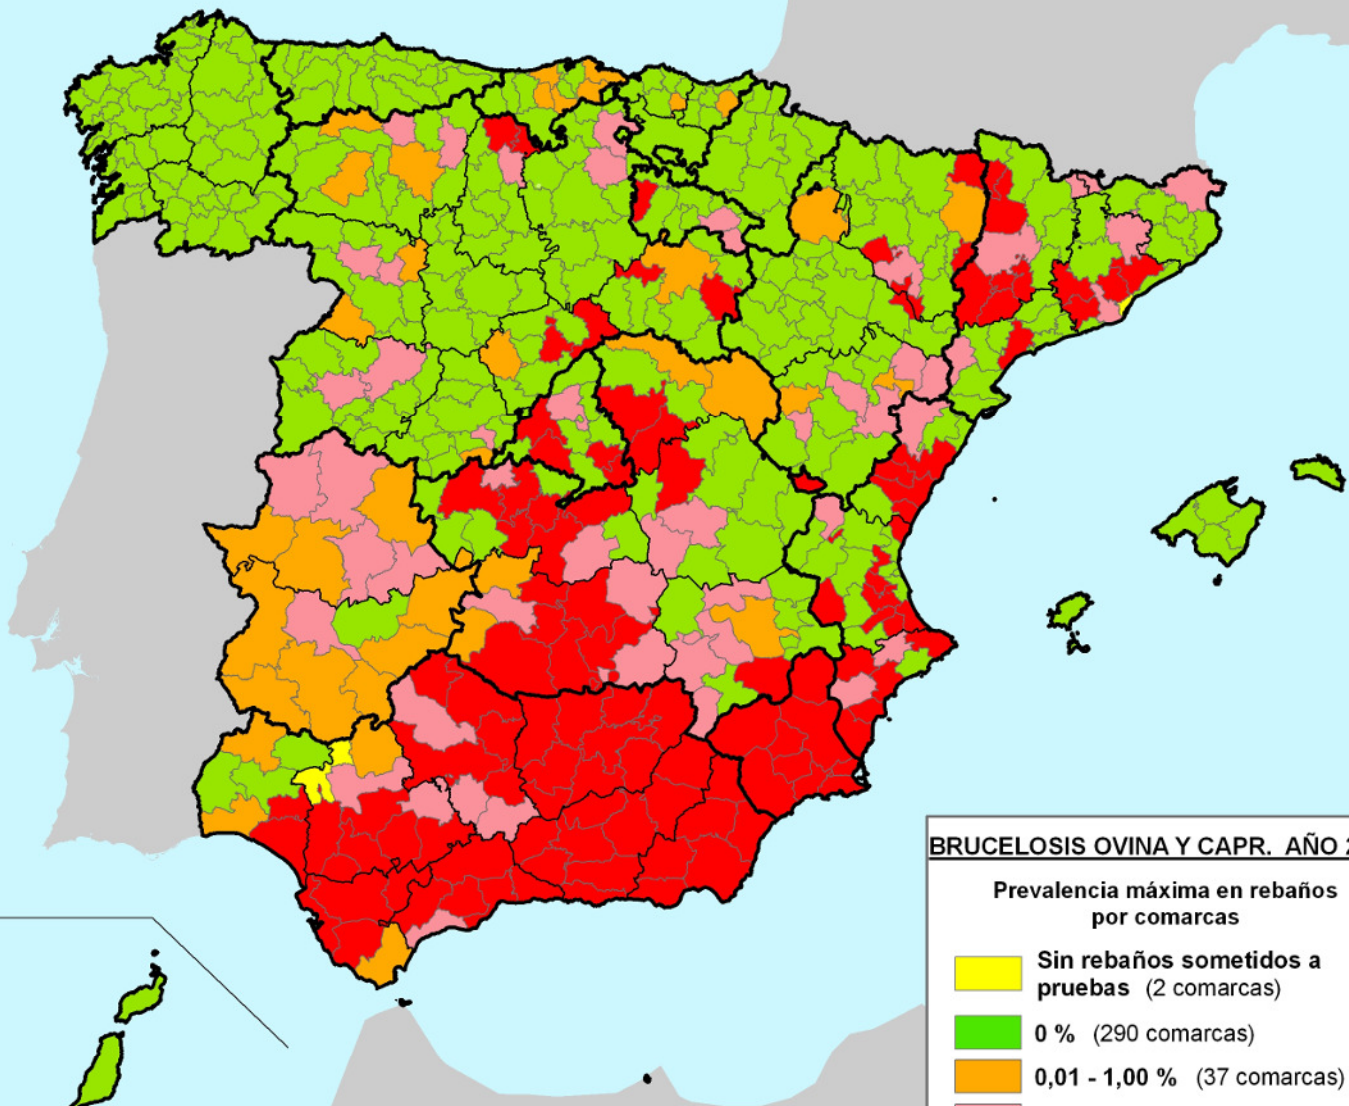 BRUCELOSIS OVINA Y CAPR. AÑO
Prevalencia máxima en rebaños
por comarcas
Sin rebaños sometidos a
pruebas (2 comarcas)
0 % (290 comarcas)
0,01 - 1,00 % (37 comarcas)